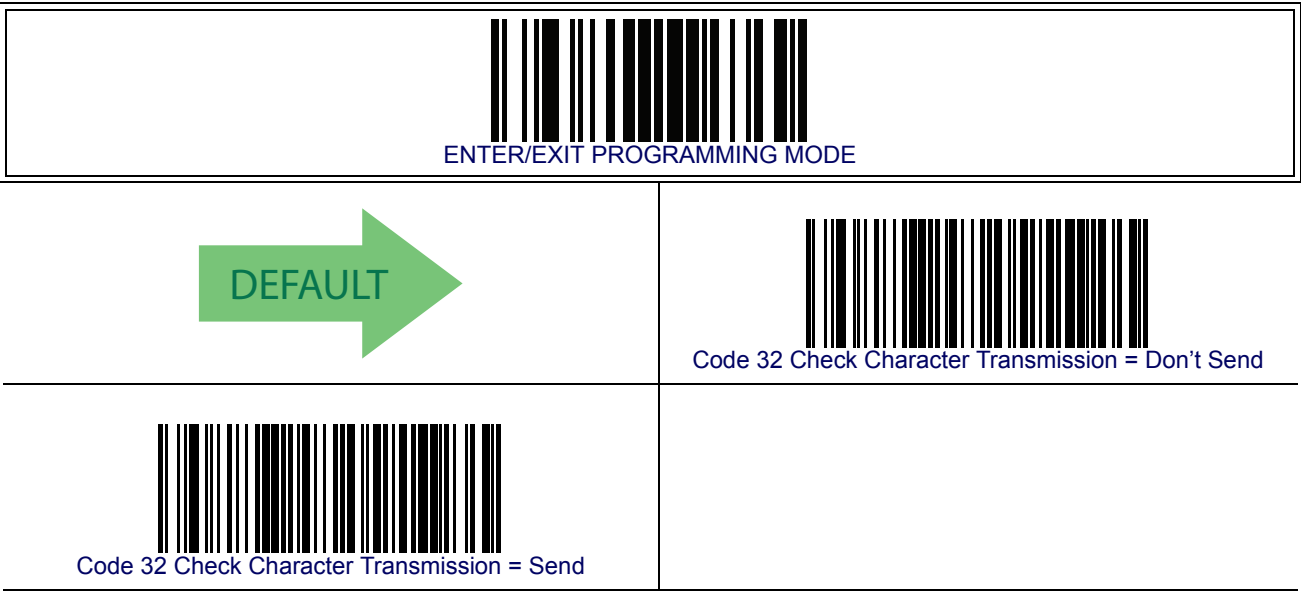 ENTER/EXIT PROGRAMMING MODE
DEFAULT
Code 32 Check Character Transmission = Don’t Send
Code 32 Check Character Transmission = Send